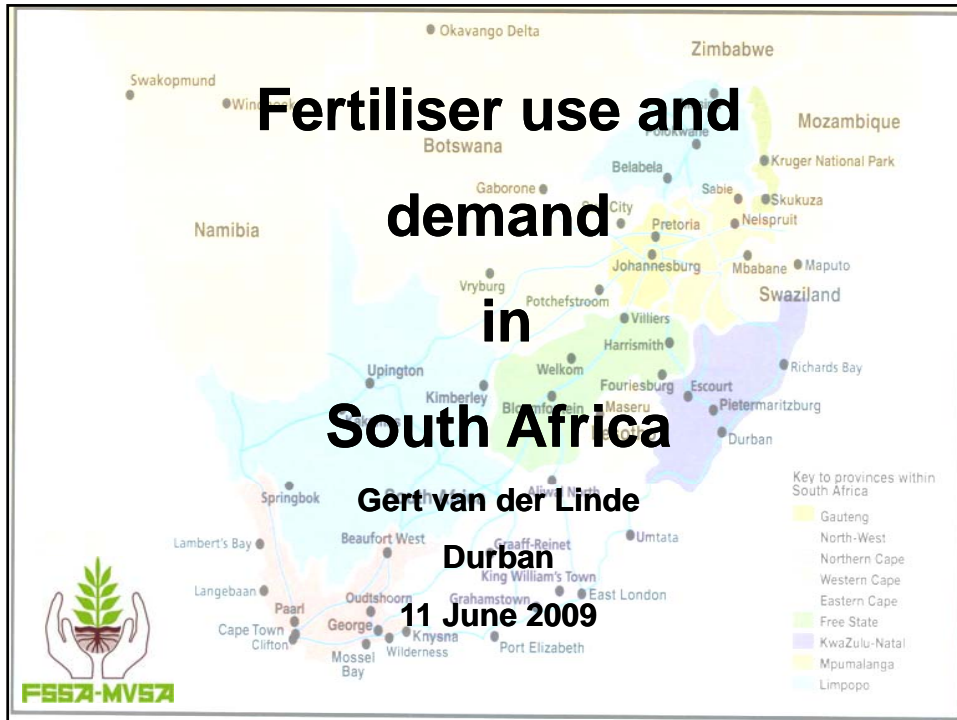 Okavango Delta
Zimbabwe
Swakopmund
Fertiliser use and
Mozambique
Botswana
Belabela
Kruger National Park
Gaborone
Sabie
Skukuza
demand
City
Nelspruit
Namibia
Pretoria
Johannesburg
Mbabane
Maputo
Vryburg
Potchefstroom
Swaziland
in
Villiers
Harrismith
Upington
Welkom
Richards Bay
Kimberley
Fouriesburg
Escourt
Maseru
Pietermaritzburg
South Africa
Durban
Key to provinces within
South Africa
Springbok
Gert van der Linde
Gauteng
North-West
Lambert's Bay
Beaufort West
Graaff-Reinet
Umtata
Northern Cape
Durban
Western Cape
King William's Town
Langebaan
Oudtshoorn
Grahamstown
East London
Eastern Cape
Paarl
11 June 2009
Free State
Cape Town
George
Knysna
KwaZulu-Natal
Clifton
Wilderness
Port Elizabeth
Mossel
Bay
Mpumalanga
Limpopo
FSSA-MVSA